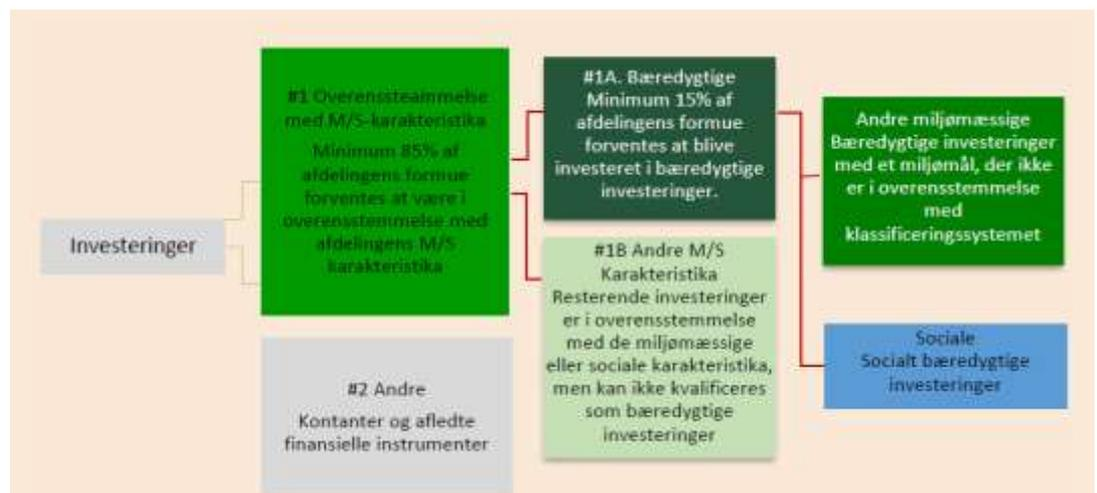 Investeringer
#1 Overenssteammelse
med M/S-karakteristika
Minimum 85% af
afdelingens formue
forventes at være i
overensstemmelse med
afdelingens M/S
karakteristika
#2 Andre
Kontanter og afledte
finansielle instrumenter
#1A. Bæredygtige
Minimum 15% af
afdelingens formue
forventes at blive
investeret i bæredygtige
investeringer.
#1B Andre M/S
Karakteristika
Resterende investeringer
er i overensstemmelse
med de miljømæssige
eller sociale karakteristika,
men kan ikke kvalificeres
som bæredygtige
investeringer
Andre miljømæssige
Bæredygtige investeringer
med et miljømål, der ikke
er i overensstemmelse
med
klassificeringssystemet
Sociale
Socialt bæredygtige
investeringer